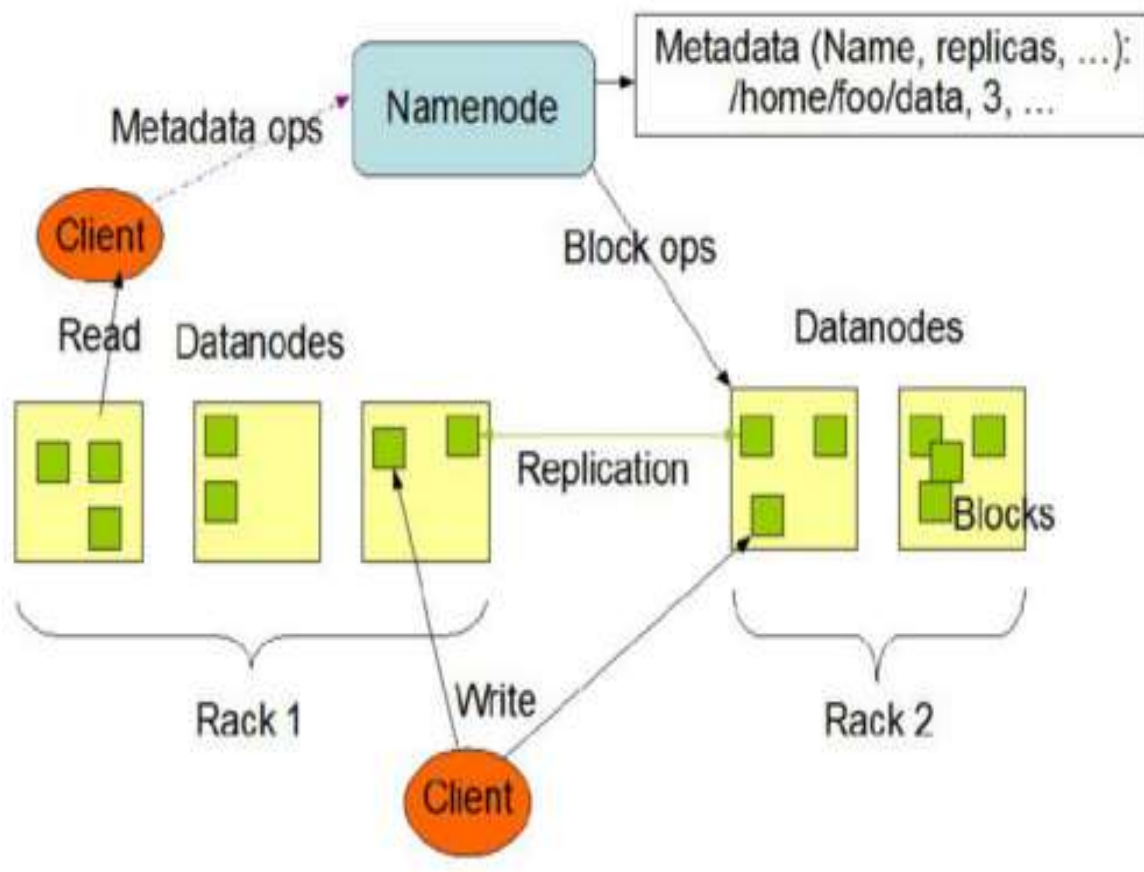 Metadata (Name, replicas, ...):
/home/foo/data, 3, ...
Namenode
Metadata ops
Client
Block ops
Read
Datanodes
Datanodes
Replication
Blocks
Rack 1
Write
Rack 2
Client